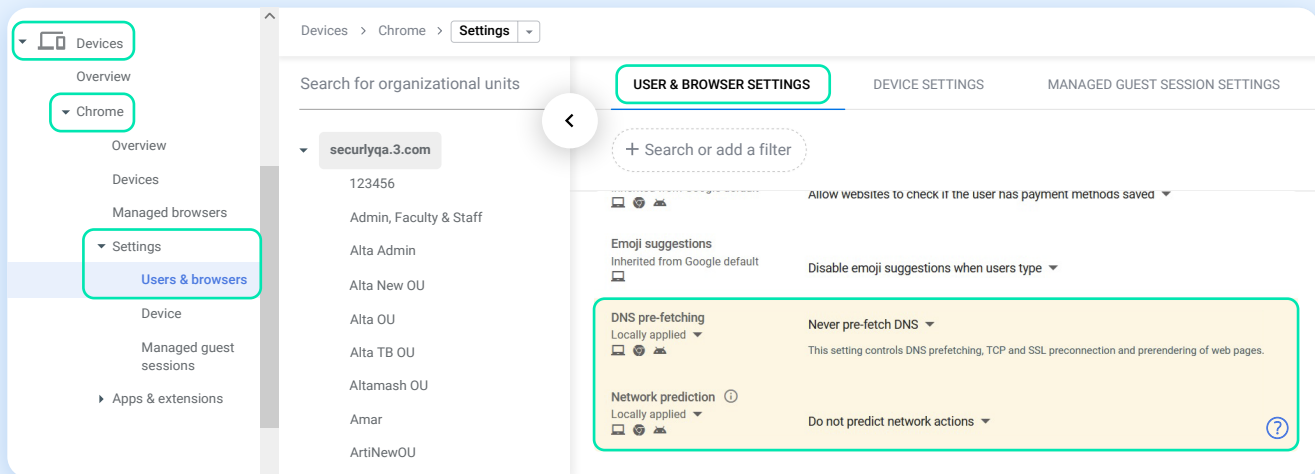 Devices
Overview
Chrome
Overview
Devices
Managed browsers
Settings
Users & browsers
Device
Managed guest
sessions
Apps & extensions
Devices > Chrome > Settings
Search for organizational units
securlyqa.3.com
123456
Admin, Faculty & Staff
Alta Admin
Alta New OU
Alta OU
Alta TB OU
Altamash OU
Amar
ArtiNewOU
USER & BROWSER SETTINGS
DEVICE SETTINGS
MANAGED GUEST SESSION SETTINGS
+ Search or add a filter
Inherited from Google default
Allow websites to check if the user has payment methods saved
Emoji suggestions
Inherited from Google default
Disable emoji suggestions when users type
DNS pre-fetching
Locally applied
Never pre-fetch DNS
This setting controls DNS prefetching, TCP and SSL preconnection and prerendering of web pages.
Network prediction
Locally applied
Do not predict network actions
?